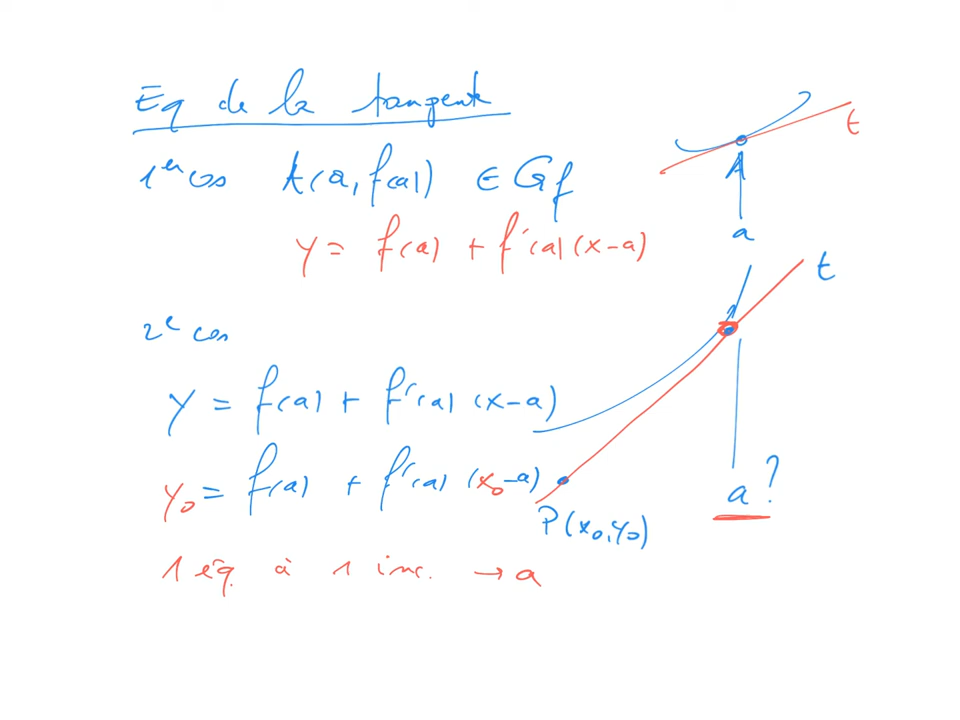 Eq de la tangente
1er cas A(a, f(a)) ∈ Gf
y = f(a) + f'(a)(x-a)
t
A
a
2e cas
y = f(a) + f'(a)(x-a)
y0 = f(a) + f'(a)(x0-a)
1 éq. à 1 inc. → a
t
a ?
P(x0, y0)